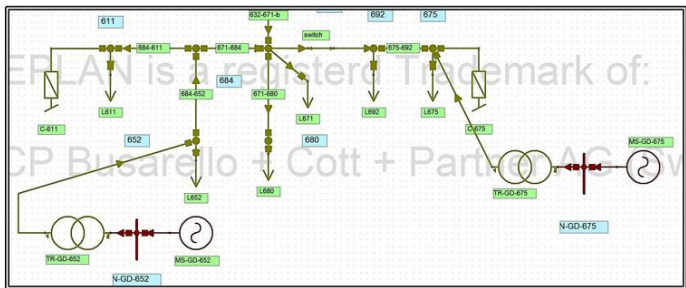 632-671-b
611
692
675
switch
684-611
671-684
675-692
EPLAN is a registerd Trademark of:
684
684-652
671-680
L611
L671
L692
L675
C-611
C-675
652
680
MS-GD-675
CP Busarello + Cott + Partner AG (Sw
L652
L680
TR-GD-675
N-GD-675
TR-GD-652
MS-GD-652
N-GD-652